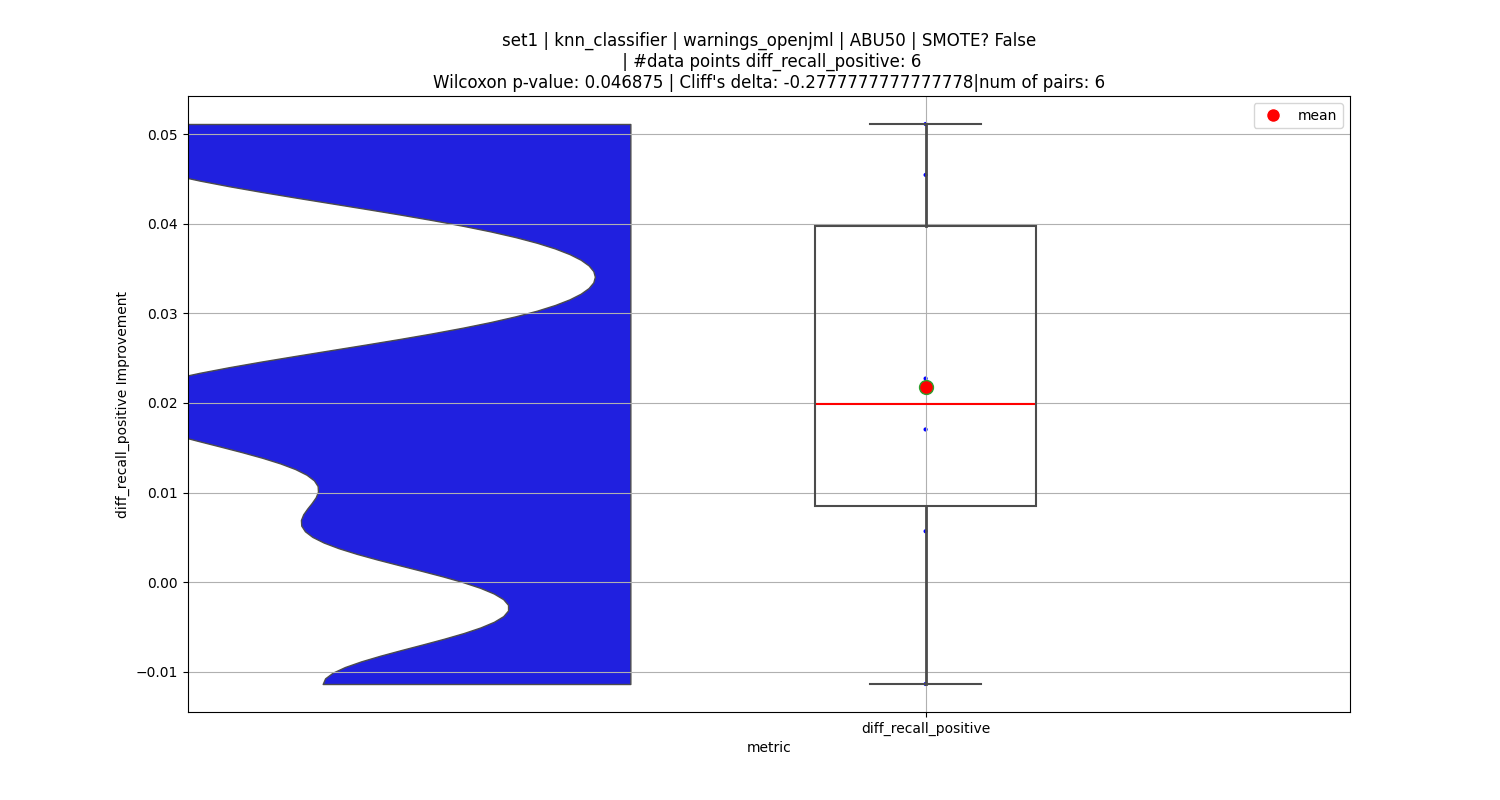 set1 | knn_classifier | warnings_openjml | ABU50 | SMOTE? False
| #data points diff_recall_positive: 6
Wilcoxon p-value: 0.046875 | Cliff's delta: -0.2777777777777778|num of pairs: 6
mean
0.05
0.04
0.03
0.02
0.01
0.00
−0.01
diff_recall_positive Improvement
diff_recall_positive
metric